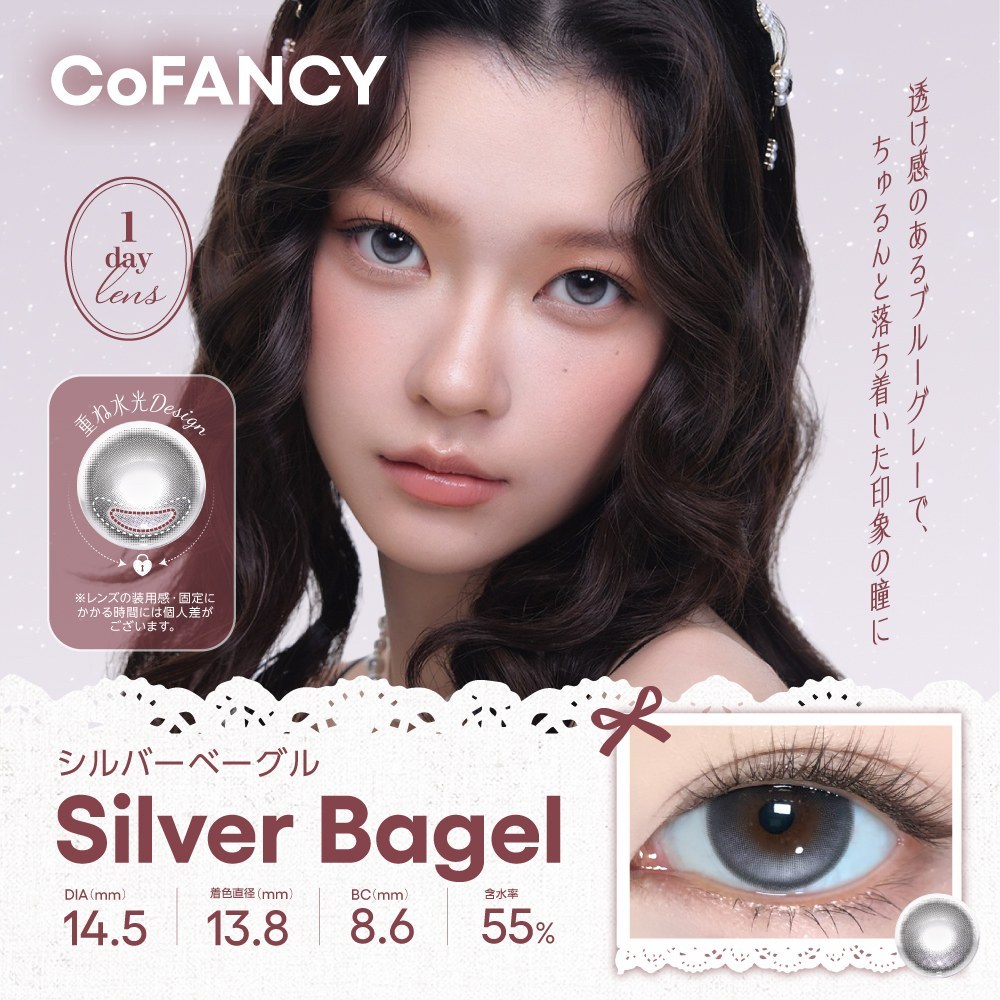 CoFANCY
1
day
lens
透け感のあるブルーグレーで、
ちゅるんと落ち着いた印象の瞳に
重ね水光Design
※レンズの装用感・固定に
かかる時間には個人差が
ございます。
シルバーベーグル
Silver Bagel
DIA(mm)
14.5
着色直径(mm)
13.8
BC(mm)
8.6
含水率
55%